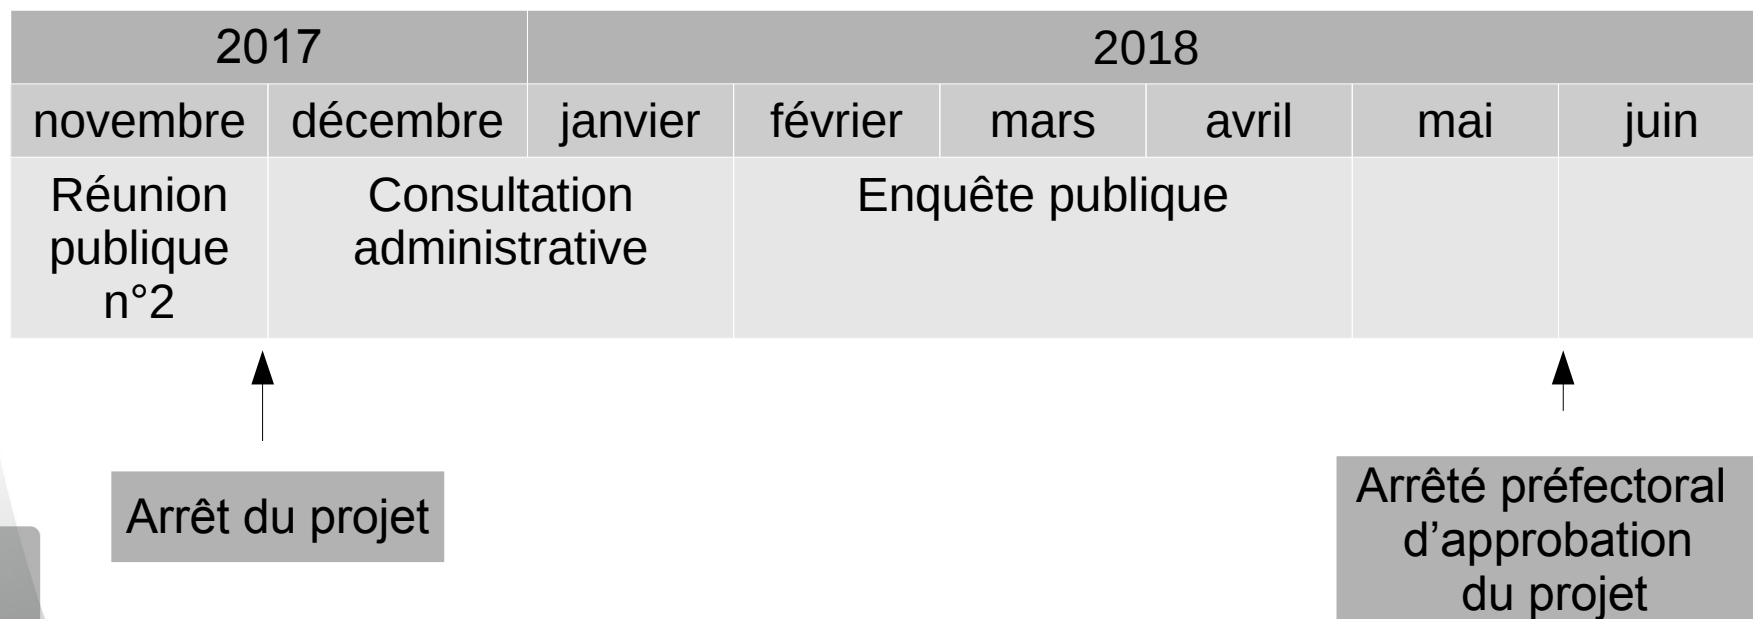 2017 2018
novembre décembre janvier février mars avril mai juin
Réunion
publique
n°2
Consultation
administrative
Enquête publique
Arrêt du projet
Arrêté préfectoral
d’approbation
du projet